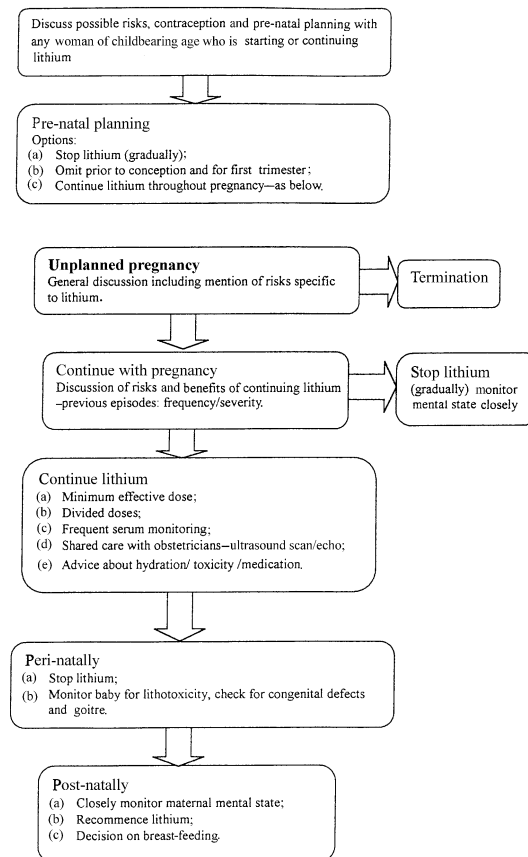 Discuss possible risks, contraception and pre-natal planning with
any woman of childbearing age who is starting or continuing
lithium
Pre-natal planning
Options:
(a) Stop lithium (gradually);
(b) Omit prior to conception and for first trimester;
(c) Continue lithium throughout pregnancy—as below.
Unplanned pregnancy
General discussion including mention of risks specific
to lithium.
Termination
Continue with pregnancy
Discussion of risks and benefits of continuing lithium
–previous episodes: frequency/severity.
Stop lithium
(gradually) monitor
mental state closely
Continue lithium
(a) Minimum effective dose;
(b) Divided doses;
(c) Frequent serum monitoring;
(d) Shared care with obstetricians–ultrasound scan/echo;
(e) Advice about hydration/ toxicity /medication.
Peri-natally
(a) Stop lithium;
(b) Monitor baby for lithotoxicity, check for congenital defects
and goitre.
Post-natally
(a) Closely monitor maternal mental state;
(b) Recommence lithium;
(c) Decision on breast-feeding.